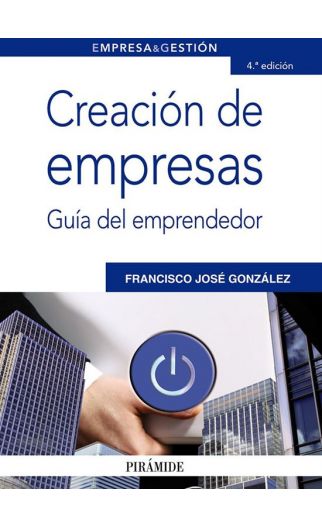 EMPRESA&GESTIÓN
4.ª edición
Creación de
empresas
Guía del emprendedor
FRANCISCO JOSÉ GONZÁLEZ
PIRÁMIDE